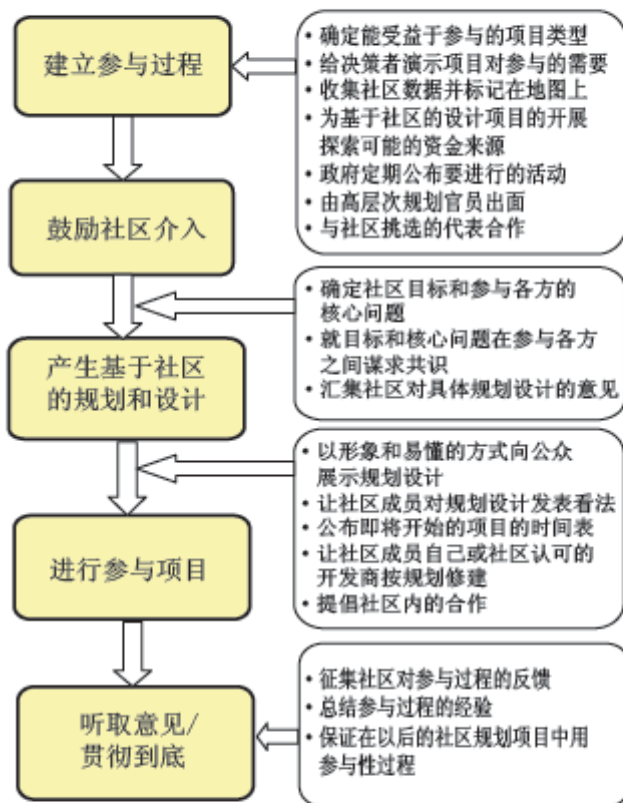 建立参与过程
• 确定能受益于参与的项目类型
• 给决策者演示项目对参与的需要
• 收集社区数据并标记在地图上
• 为基于社区的设计项目的开展
探索可能的资金来源
• 政府定期公布要进行的活动
• 由高层次规划官员出面
• 与社区挑选的代表合作
鼓励社区介入
• 确定社区目标和参与各方的
核心问题
• 就目标和核心问题在参与各方
之间谋求共识
• 汇集社区对具体规划设计的意见
产生基于社区
的规划和设计
• 以形象和易懂的方式向公众
展示规划设计
• 让社区成员对规划设计发表看法
• 公布即将开始的项目的时间表
• 让社区成员自己或社区认可的
开发商按规划修建
• 提倡社区内的合作
进行参与项目
• 征集社区对参与过程的反馈
• 总结参与过程的经验
• 保证在以后的社区规划项目中用
参与性过程
听取意见/
贯彻到底